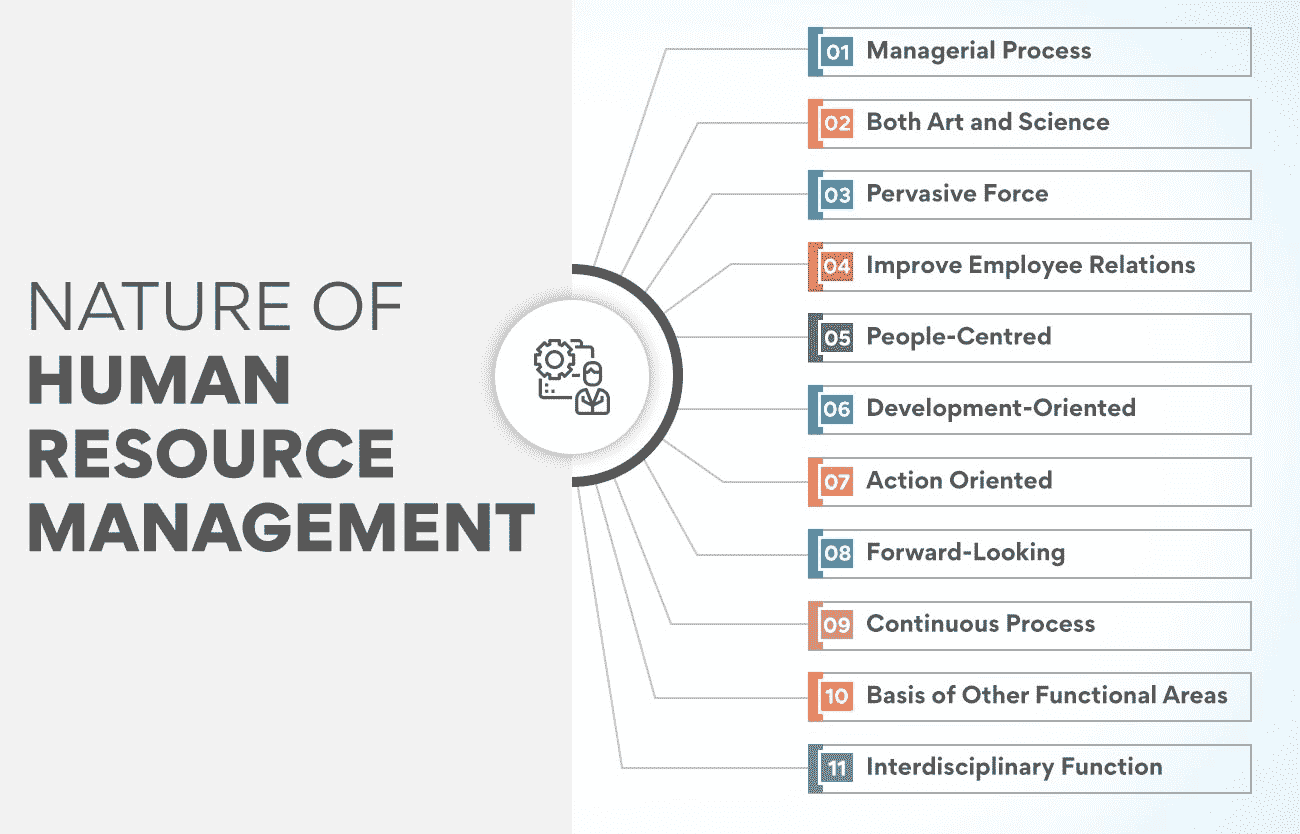 NATURE OF
HUMAN
RESOURCE
MANAGEMENT
01 Managerial Process
02 Both Art and Science
03 Pervasive Force
04 Improve Employee Relations
05 People-Centred
06 Development-Oriented
07 Action Oriented
08 Forward-Looking
09 Continuous Process
10 Basis of Other Functional Areas
11 Interdisciplinary Function